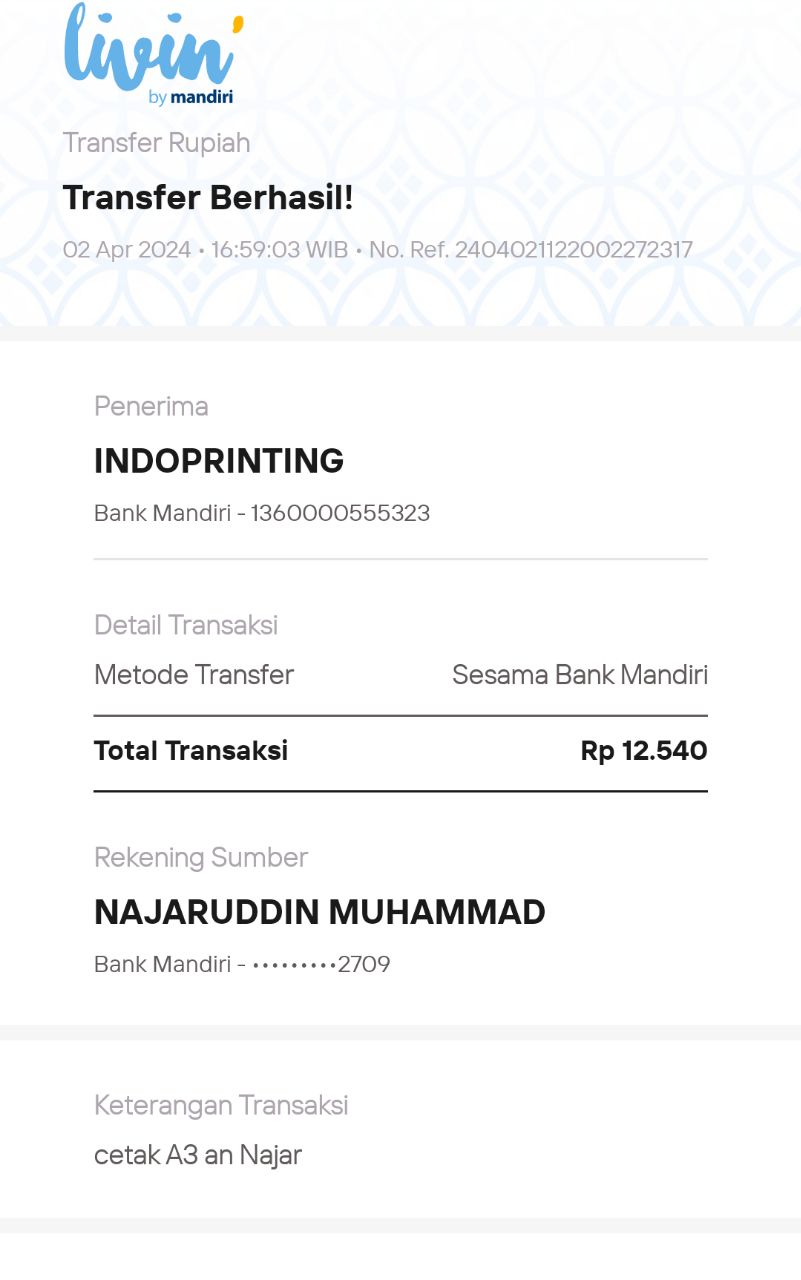 livin'
by mandiri
Transfer Rupiah
Transfer Berhasil!
02 Apr 2024 • 16:59:03 WIB • No. Ref. 2404021122002272317
Penerima
INDOPRINTING
Bank Mandiri - 1360000555323
Detail Transaksi
Metode Transfer Sesama Bank Mandiri
Total Transaksi Rp 12.540
Rekening Sumber
NAJARUDDIN MUHAMMAD
Bank Mandiri - •••••••••2709
Keterangan Transaksi
cetak A3 an Najar